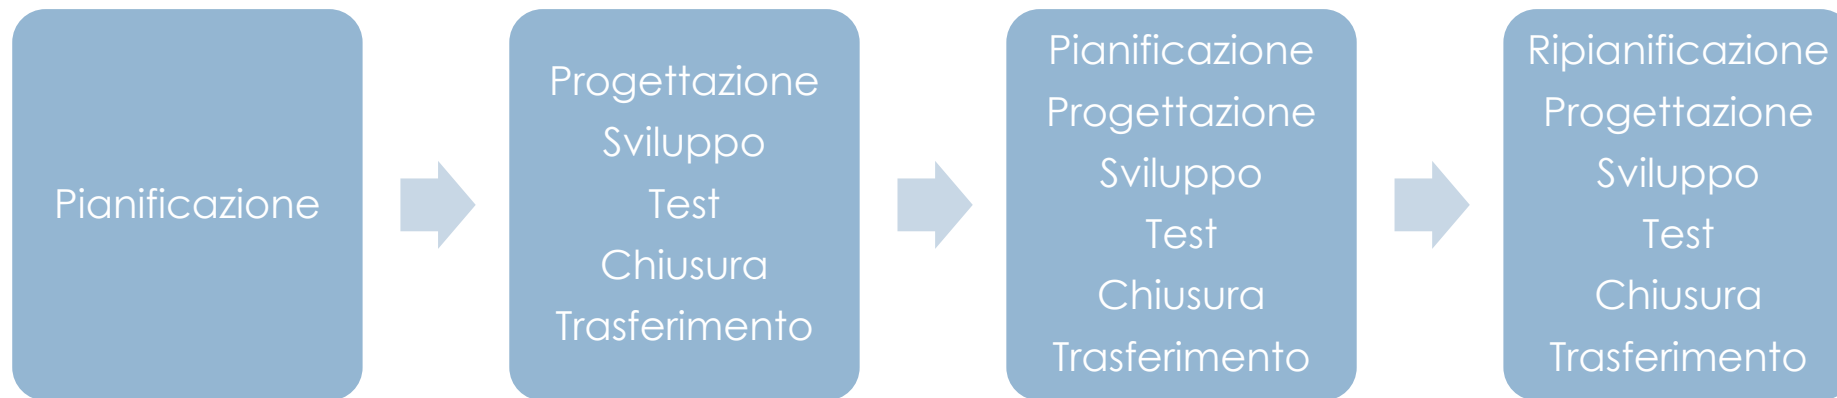 Pianificazione
Progettazione
Sviluppo
Test
Chiusura
Trasferimento
Pianificazione
Progettazione
Sviluppo
Test
Chiusura
Trasferimento
Ripianificazione
Progettazione
Sviluppo
Test
Chiusura
Trasferimento